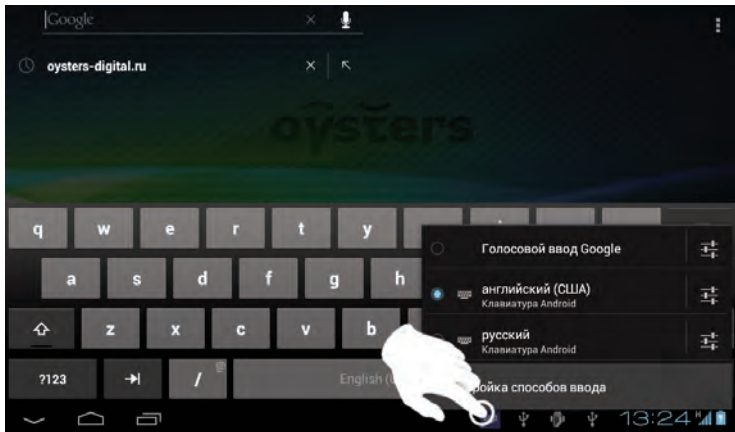 Google
oysters-digital.ru
oysters
q w e r t y
a s d f g h
z x c v b
?123 / English
Голосовой ввод Google
английский (США)
Клавиатура Android
русский
Клавиатура Android
способов ввода
13:24 H